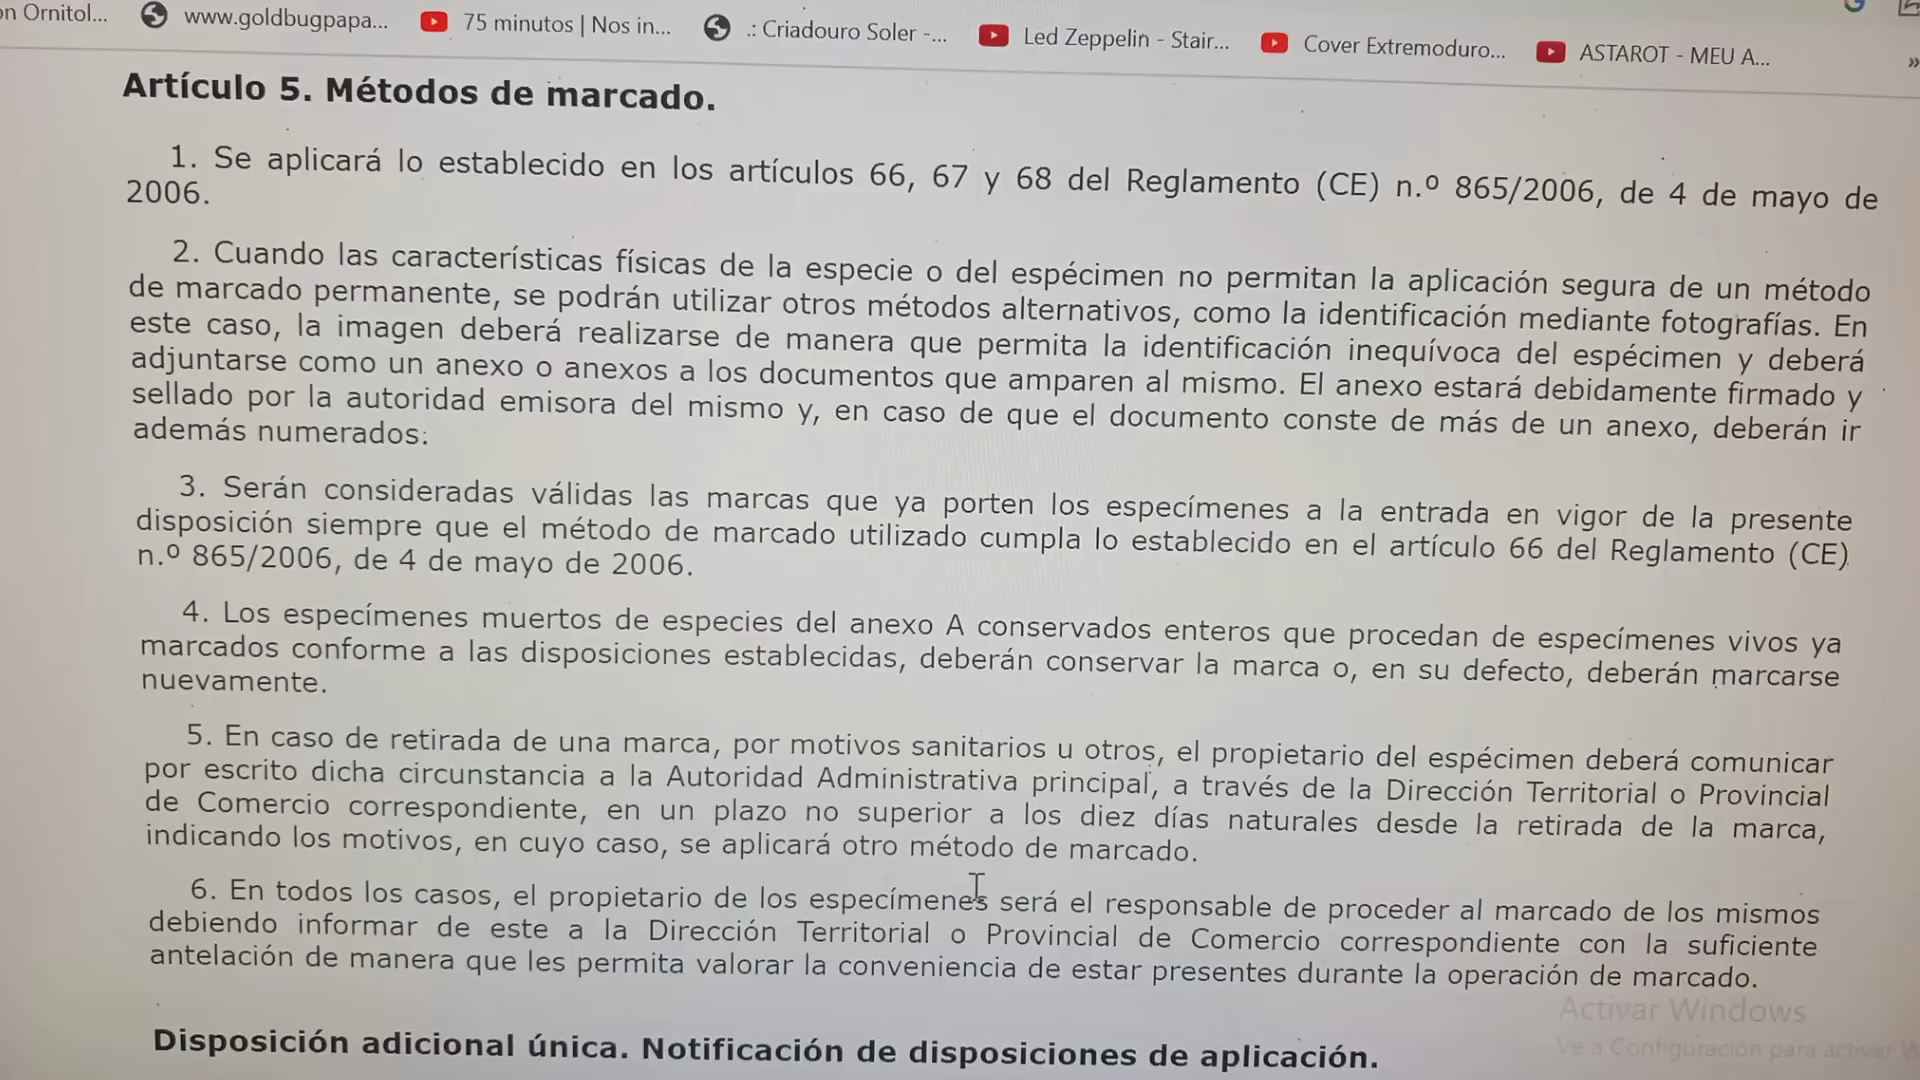 on Ornitol...
www.goldbugpapa...
75 minutos | Nos in...
.: Criadouro Soler -...
Led Zeppelin - Stair...
Cover Extremoduro...
ASTAROT - MEU A...
»
Artículo 5. Métodos de marcado.
1. Se aplicará lo establecido en los artículos 66, 67 y 68 del Reglamento (CE) n.º 865/2006, de 4 de mayo de
2006.
2. Cuando las características físicas de la especie o del espécimen no permitan la aplicación segura de un método
de marcado permanente, se podrán utilizar otros métodos alternativos, como la identificación mediante fotografías. En
este caso, la imagen deberá realizarse de manera que permita la identificación inequívoca del espécimen y deberá
adjuntarse como un anexo o anexos a los documentos que amparen al mismo. El anexo estará debidamente firmado y
sellado por la autoridad emisora del mismo y, en caso de que el documento conste de más de un anexo, deberán ir
además numerados:
3. Serán consideradas válidas las marcas que ya porten los especímenes a la entrada en vigor de la presente
disposición siempre que el método de marcado utilizado cumpla lo establecido en el artículo 66 del Reglamento (CE)
n.º 865/2006, de 4 de mayo de 2006.
4. Los especímenes muertos de especies del anexo A conservados enteros que procedan de especímenes vivos ya
marcados conforme a las disposiciones establecidas, deberán conservar la marca o, en su defecto, deberán marcarse
nuevamente.
5. En caso de retirada de una marca, por motivos sanitarios u otros, el propietario del espécimen deberá comunicar
por escrito dicha circunstancia a la Autoridad Administrativa principal, a través de la Dirección Territorial o Provincial
de Comercio correspondiente, en un plazo no superior a los diez días naturales desde la retirada de la marca,
indicando los motivos, en cuyo caso, se aplicará otro método de marcado.
6. En todos los casos, el propietario de los especímenes será el responsable de proceder al marcado de los mismos
debiendo informar de este a la Dirección Territorial o Provincial de Comercio correspondiente con la suficiente
antelación de manera que les permita valorar la conveniencia de estar presentes durante la operación de marcado.
Activar Windows
Ve a Configuración para activar W
Disposición adicional única. Notificación de disposiciones de aplicación.